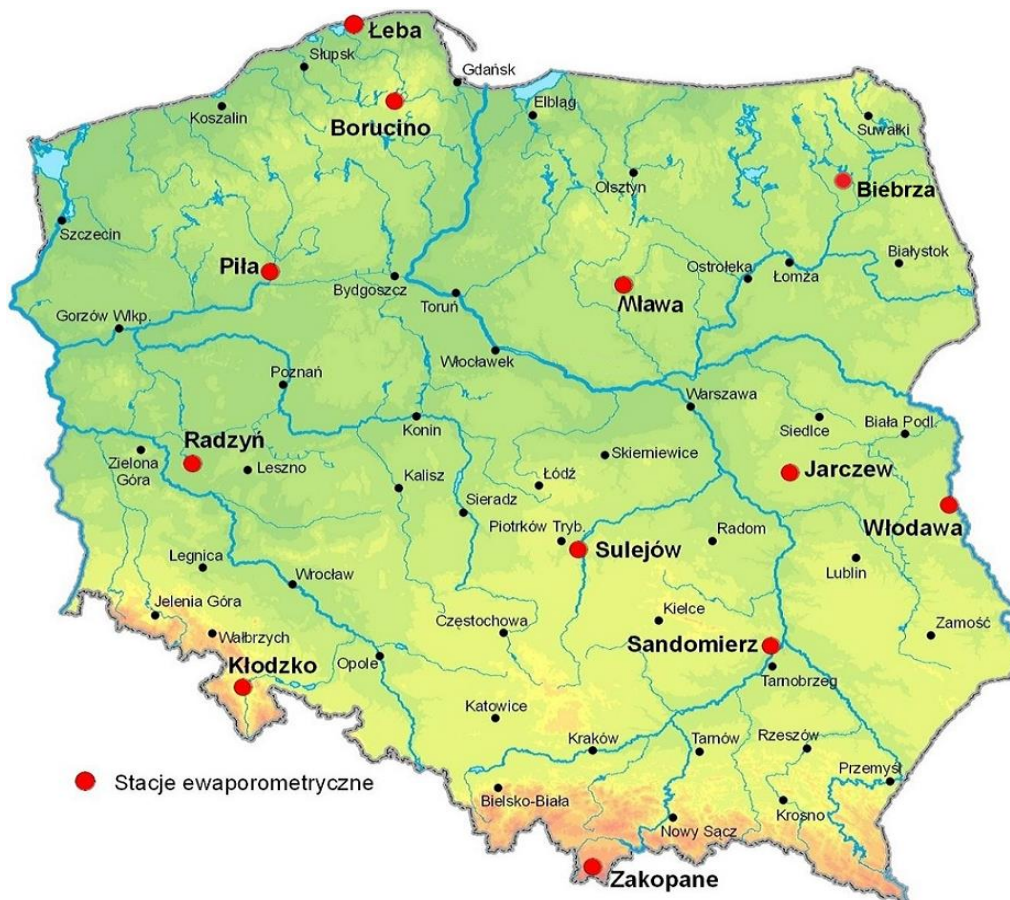 Łeba
Słupsk
Gdańsk
Koszalin
Borucino
Elbląg
Suwałki
Olsztyn
Biebrza
Szczecin
Piła
Bydgoszcz
Toruń
Mława
Ostrołęka
Łomża
Białystok
Gorzów Wlkp.
Włocławek
Poznań
Warszawa
Konin
Siedlce
Biała Podl.
Radzyń
Zielona
Góra
Leszno
Kalisz
Skierniewice
Łódź
Jarczew
Sieradz
Piotrków Tryb.
Sulejów
Radom
Włodawa
Legnica
Wrocław
Lublin
Jelenia Góra
Wałbrzych
Częstochowa
Kielce
Zamość
Kłodzko
Opole
Sandomierz
Tarnobrzeg
Katowice
Kraków
Tarnów
Rzeszów
Przemyśl
Stacje ewaporometryczne
Bielsko-Biała
Nowy Sącz
Krosno
Zakopane